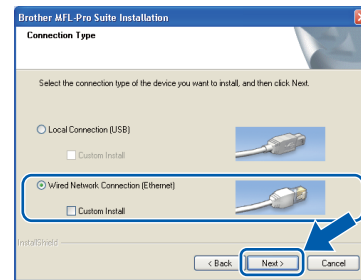 Brother MFL-Pro Suite Installation
Connection Type
Select the connection type of the device you want to install, and then click Next.
Local Connection (USB)
Custom Install
Wired Network Connection (Ethernet)
Custom Install
InstallShield
< Back
Next >
Cancel